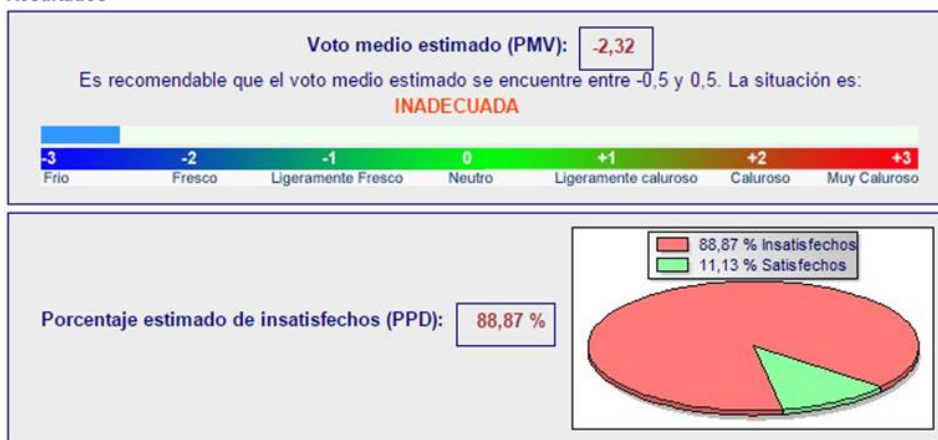 Voto medio estimado (PMV): -2,32
Es recomendable que el voto medio estimado se encuentre entre -0,5 y 0,5. La situación es:
INADECUADA
-3 -2 -1 0 +1 +2 +3
Frio Fresco Ligeramente Fresco Neutro Ligeramente caluroso Caluroso Muy Caluroso
88,87 % Insatisfechos
11,13 % Satisfechos
Porcentaje estimado de insatisfechos (PPD): 88,87 %